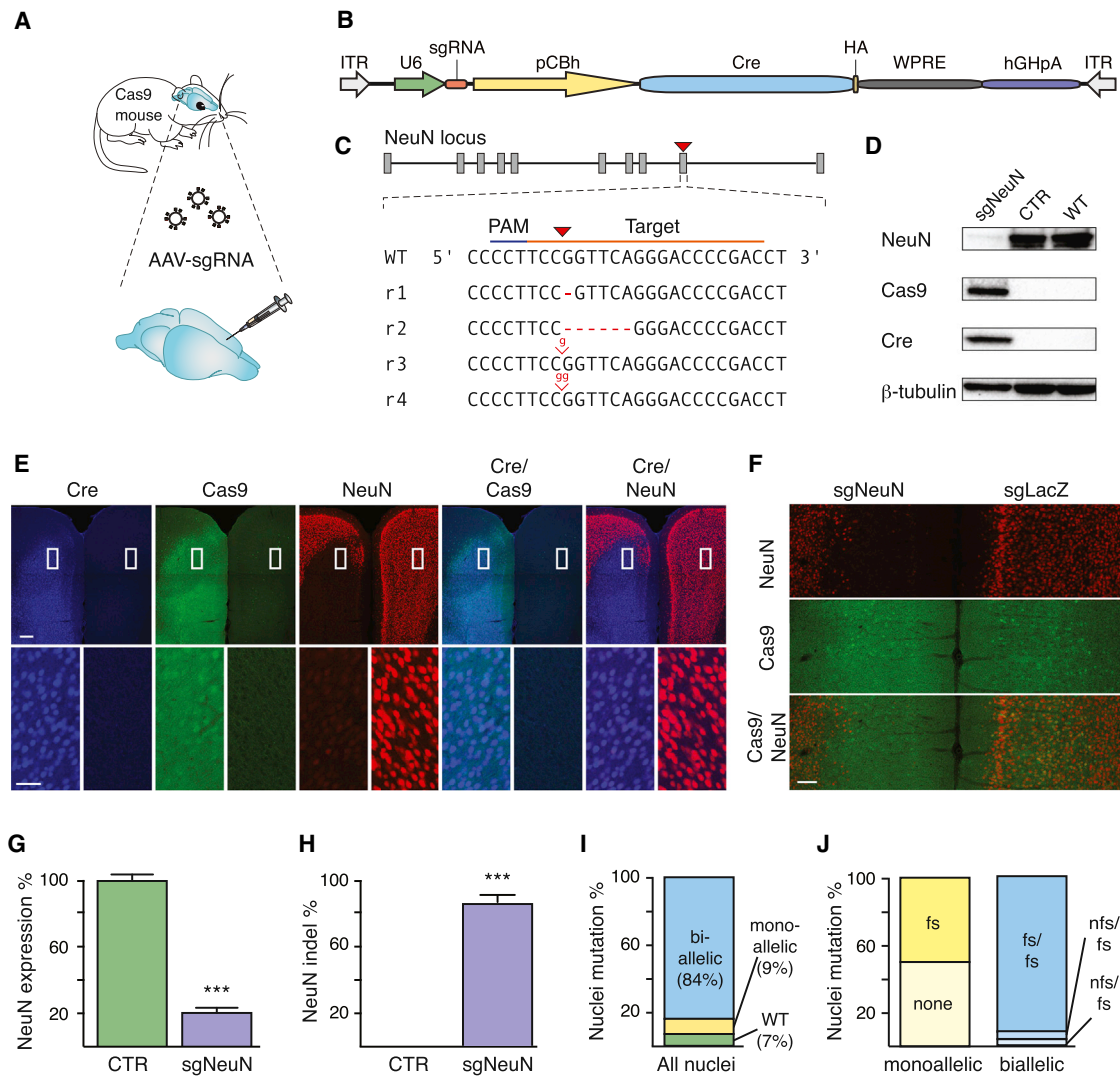 A
Cas9
mouse
AAV-sgRNA
B
ITR
U6
sgRNA
pCBh
Cre
HA
WPRE
hGHpA
ITR
C
NeuN locus
PAM
Target
WT 5' CCCCTTCCGGTTCAGGGACCCCGACCT 3'
r1 CCCCTTCC-GTTCAGGGACCCCGACCT
r2 CCCCTTCC------GGGACCCCGACCT
g
r3 CCCCTTCCGGTTCAGGGACCCCGACCT
gg
r4 CCCCTTCCGGTTCAGGGACCCCGACCT
D
sgNeuN
CTR
WT
NeuN
Cas9
Cre
β-tubulin
E
Cre
Cas9
NeuN
Cre/
Cas9
Cre/
NeuN
F
sgNeuN
sgLacZ
NeuN
Cas9
Cas9/
NeuN
G
NeuN expression %
100
60
20
***
CTR
sgNeuN
H
NeuN indel %
100
60
20
***
CTR
sgNeuN
I
Nuclei mutation %
100
60
20
bi-
allelic
(84%)
mono-
allelic
(9%)
WT
(7%)
All nuclei
J
Nuclei mutation %
100
60
20
fs
none
fs/
fs
nfs/
fs
nfs/
fs
monoallelic
biallelic